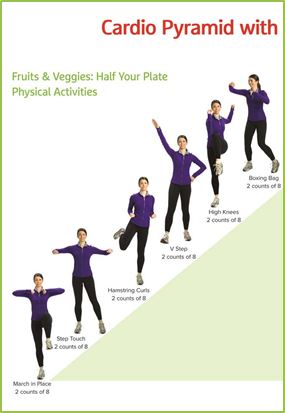 Cardio Pyramid with
Fruits & Veggies: Half Your Plate
Physical Activities
Boxing Bag
2 counts of 8
High Knees
2 counts of 8
V Step
2 counts of 8
Hamstring Curls
2 counts of 8
Step Touch
2 counts of 8
March in Place
2 counts of 8